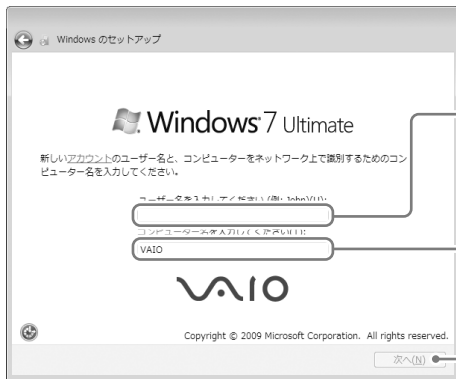 Windows のセットアップ
Windows 7 Ultimate
新しいアカウントのユーザー名と、コンピューターをネットワーク上で識別するためのコン
ピューター名を入力してください。
ユーザー名を入力してください (例: John)(U):
コンピューター名を入力してください(T):
VAIO
VAIO
Copyright © 2009 Microsoft Corporation. All rights reserved.
次へ(N)